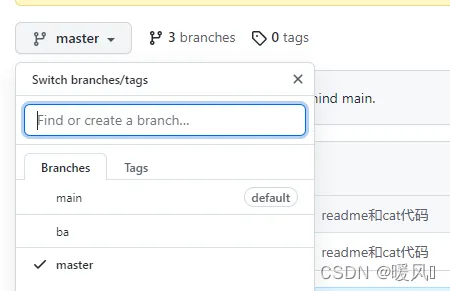 master 3 branches 0 tags
Switch branches/tags
Find or create a branch...
hind main.
Branches Tags
main default
ba
readme和cat代码
master
readme和cat代码
CSDN @暖风